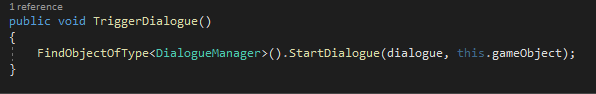 1 reference
public void TriggerDialogue()
{
FindObjectOfType<DialogueManager>().StartDialogue(dialogue, this.gameObject);
}